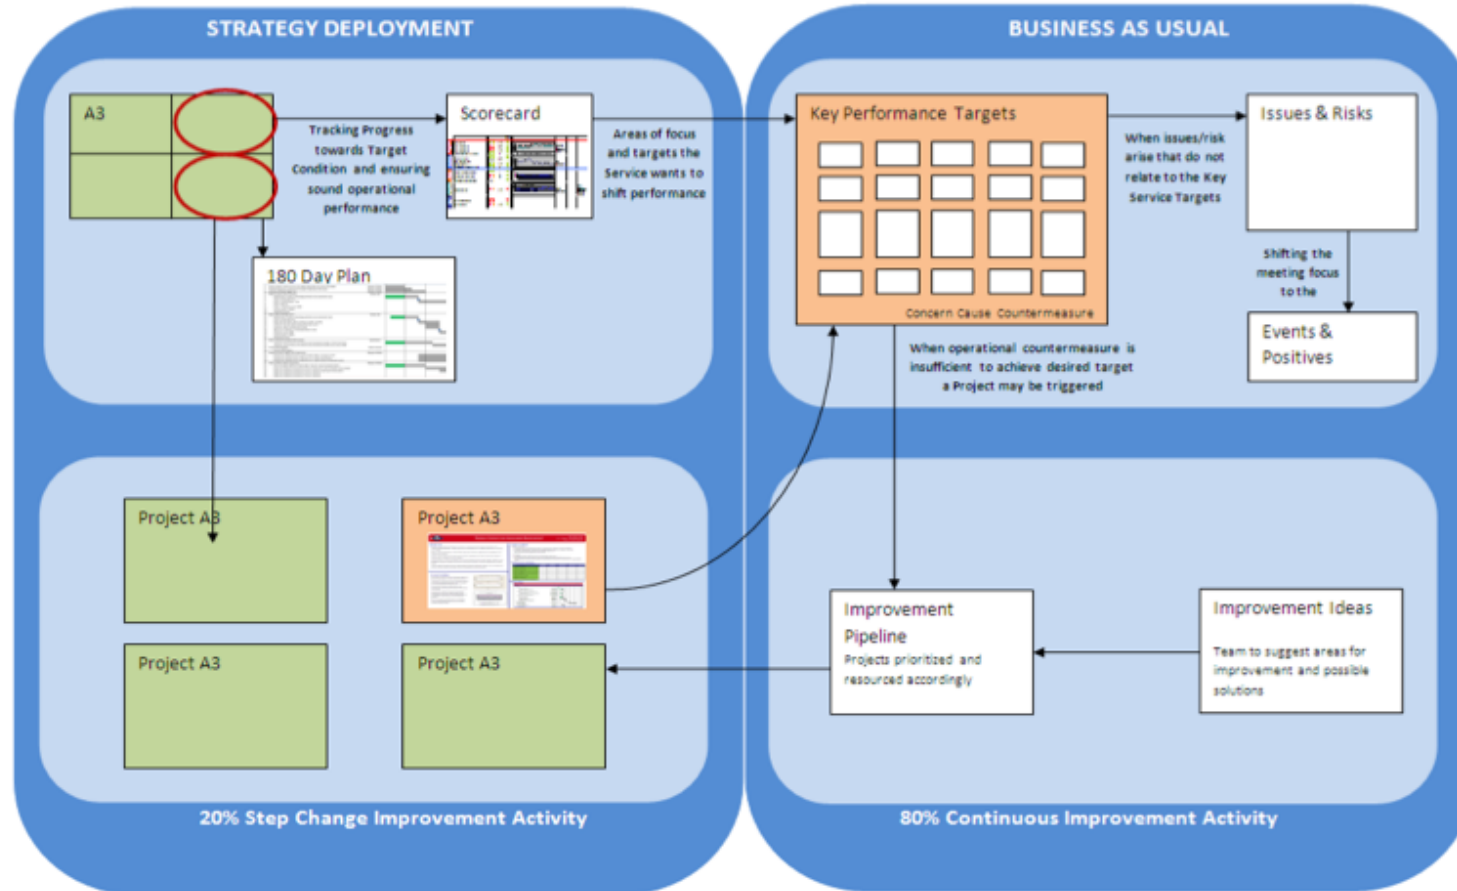 STRATEGY DEPLOYMENT
A3
Tracking Progress
towards Target
Condition and ensuring
sound operational
performance
Scorecard
Areas of focus
and targets the
Service wants to
shift performance
180 Day Plan
Project A3
Project A3
Project A3
Project A3
20% Step Change Improvement Activity
BUSINESS AS USUAL
Key Performance Targets
Concern Cause Countermeasure
When issues/risk
arise that do not
relate to the Key
Service Targets
Issues & Risks
Shifting the
meeting focus
to the
Events &
Positives
When operational countermeasure is
insufficient to achieve desired target
a Project may be triggered
Improvement
Pipeline
Projects prioritized and
resourced accordingly
Improvement Ideas
Team to suggest areas for
improvement and possible
solutions
80% Continuous Improvement Activity